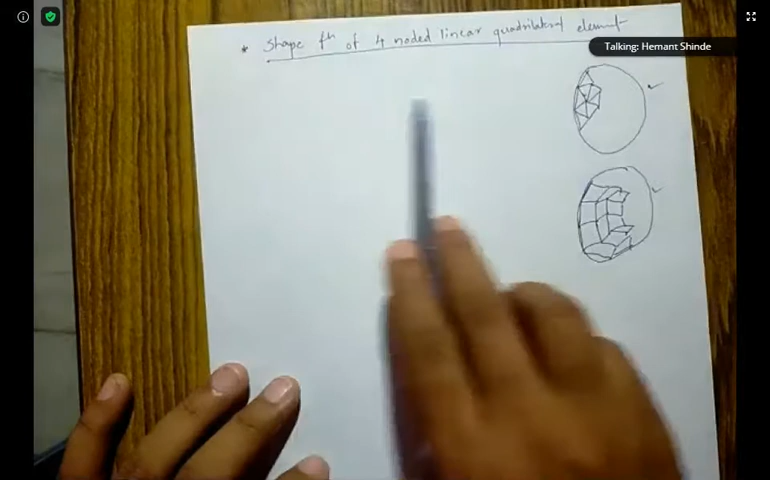 * Shape fⁿ of 4 noded linear quadrilateral element
Talking: Hemant Shinde